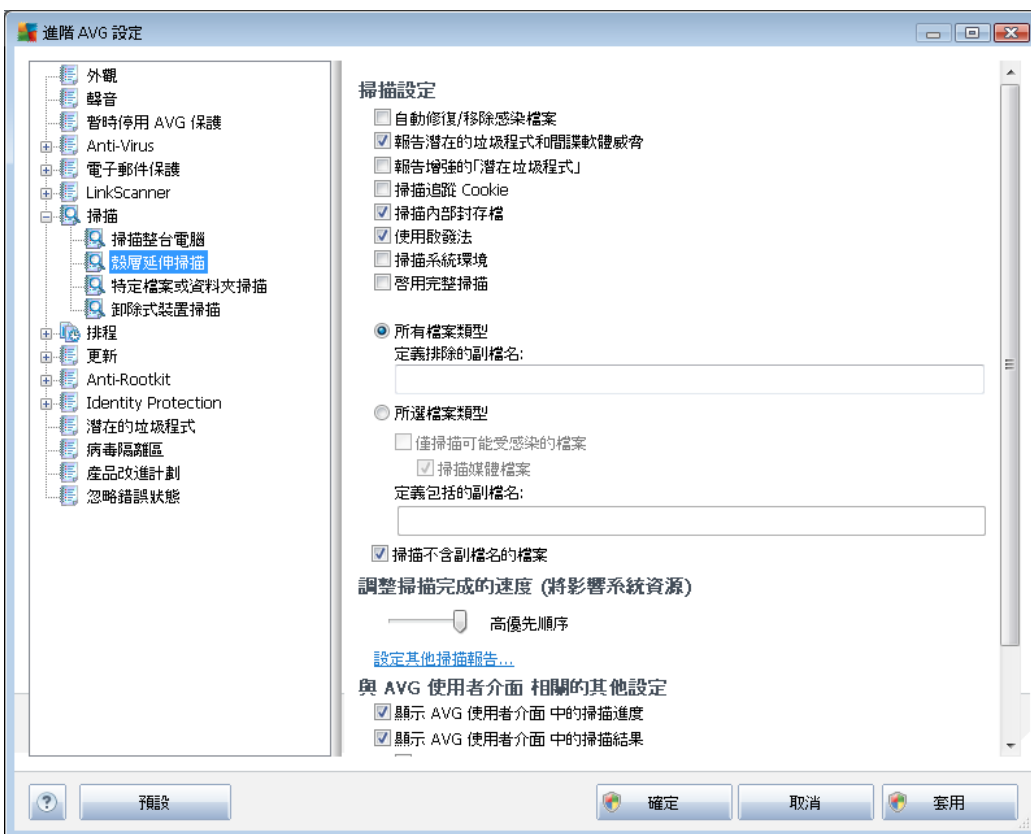 進階 AVG 設定
外觀
聲音
暫時停用 AVG 保護
Anti-Virus
電子郵件保護
LinkScanner
掃描
掃描整台電腦
殼層延伸掃描
特定檔案或資料夾掃描
卸除式裝置掃描
排程
更新
Anti-Rootkit
Identity Protection
潛在的垃圾程式
病毒隔離區
產品改進計劃
忽略錯誤狀態
掃描設定
自動修復/移除感染檔案
報告潛在的垃圾程式和間諜軟體威脅
報告增強的「潛在垃圾程式」
掃描追蹤 Cookie
掃描內部封存檔
使用啟發法
掃描系統環境
啓用完整掃描
所有檔案類型
定義排除的副檔名:
所選檔案類型
僅掃描可能受感染的檔案
掃描媒體檔案
定義包括的副檔名:
掃描不含副檔名的檔案
調整掃描完成的速度 (將影響系統資源)
高優先順序
設定其他掃描報告...
與 AVG 使用者介面 相關的其他設定
顯示 AVG 使用者介面 中的掃描進度
顯示 AVG 使用者介面 中的掃描結果
?
預設
確定
取消
套用